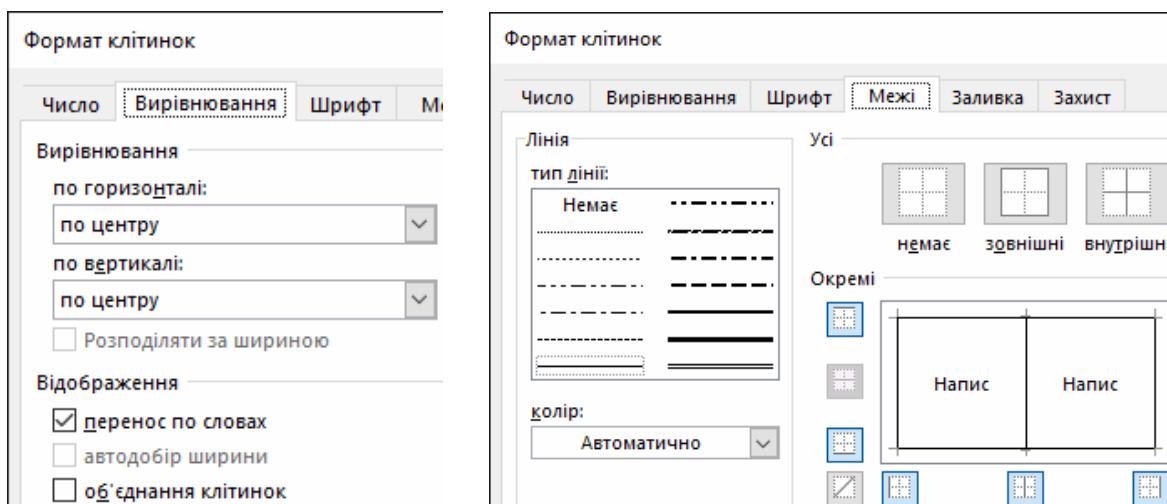 Формат клітинок
Число Вирівнювання Шрифт
Вирівнювання
по горизонталі:
по центру
по вертикалі:
по центру
Розподіляти за шириною
Відображення
перенос по словах
автодобір ширини
об'єднання клітинок
Формат клітинок
Число Вирівнювання Шрифт Межі Заливка Захист
Лінія
тип лінії:
Немає
колір:
Автоматично
Усі
немає зовнішні внутрішн
Окремі
Напис Напис